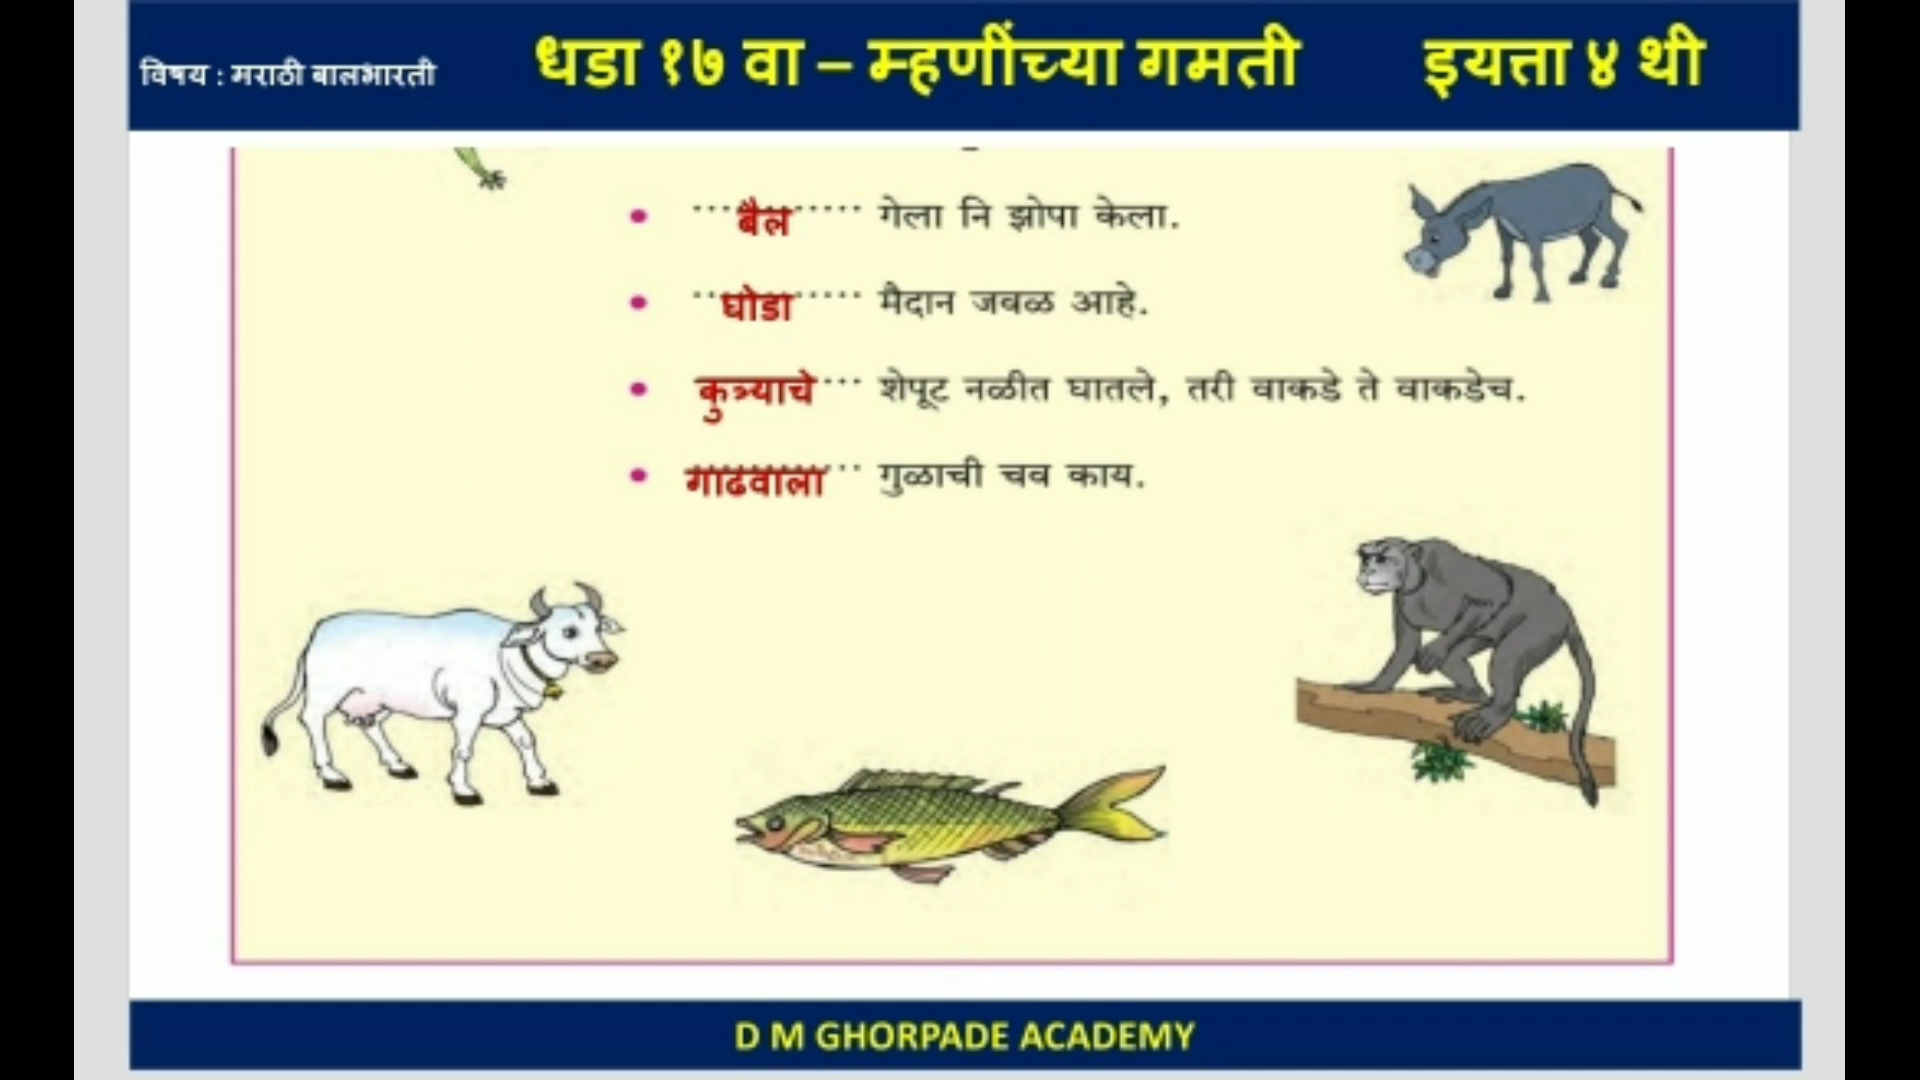 विषय : मराठी बालभारती धडा १७ वा – म्हणींच्या गमती इयत्ता ४ थी
• ...बैल..... गेला नि झोपा केला.
• ..घोडा..... मैदान जवळ आहे.
• कुत्र्याचे... शेपूट नळीत घातले, तरी वाकडे ते वाकडेच.
• गाढवाला.. गुळाची चव काय.
D M GHORPADE ACADEMY